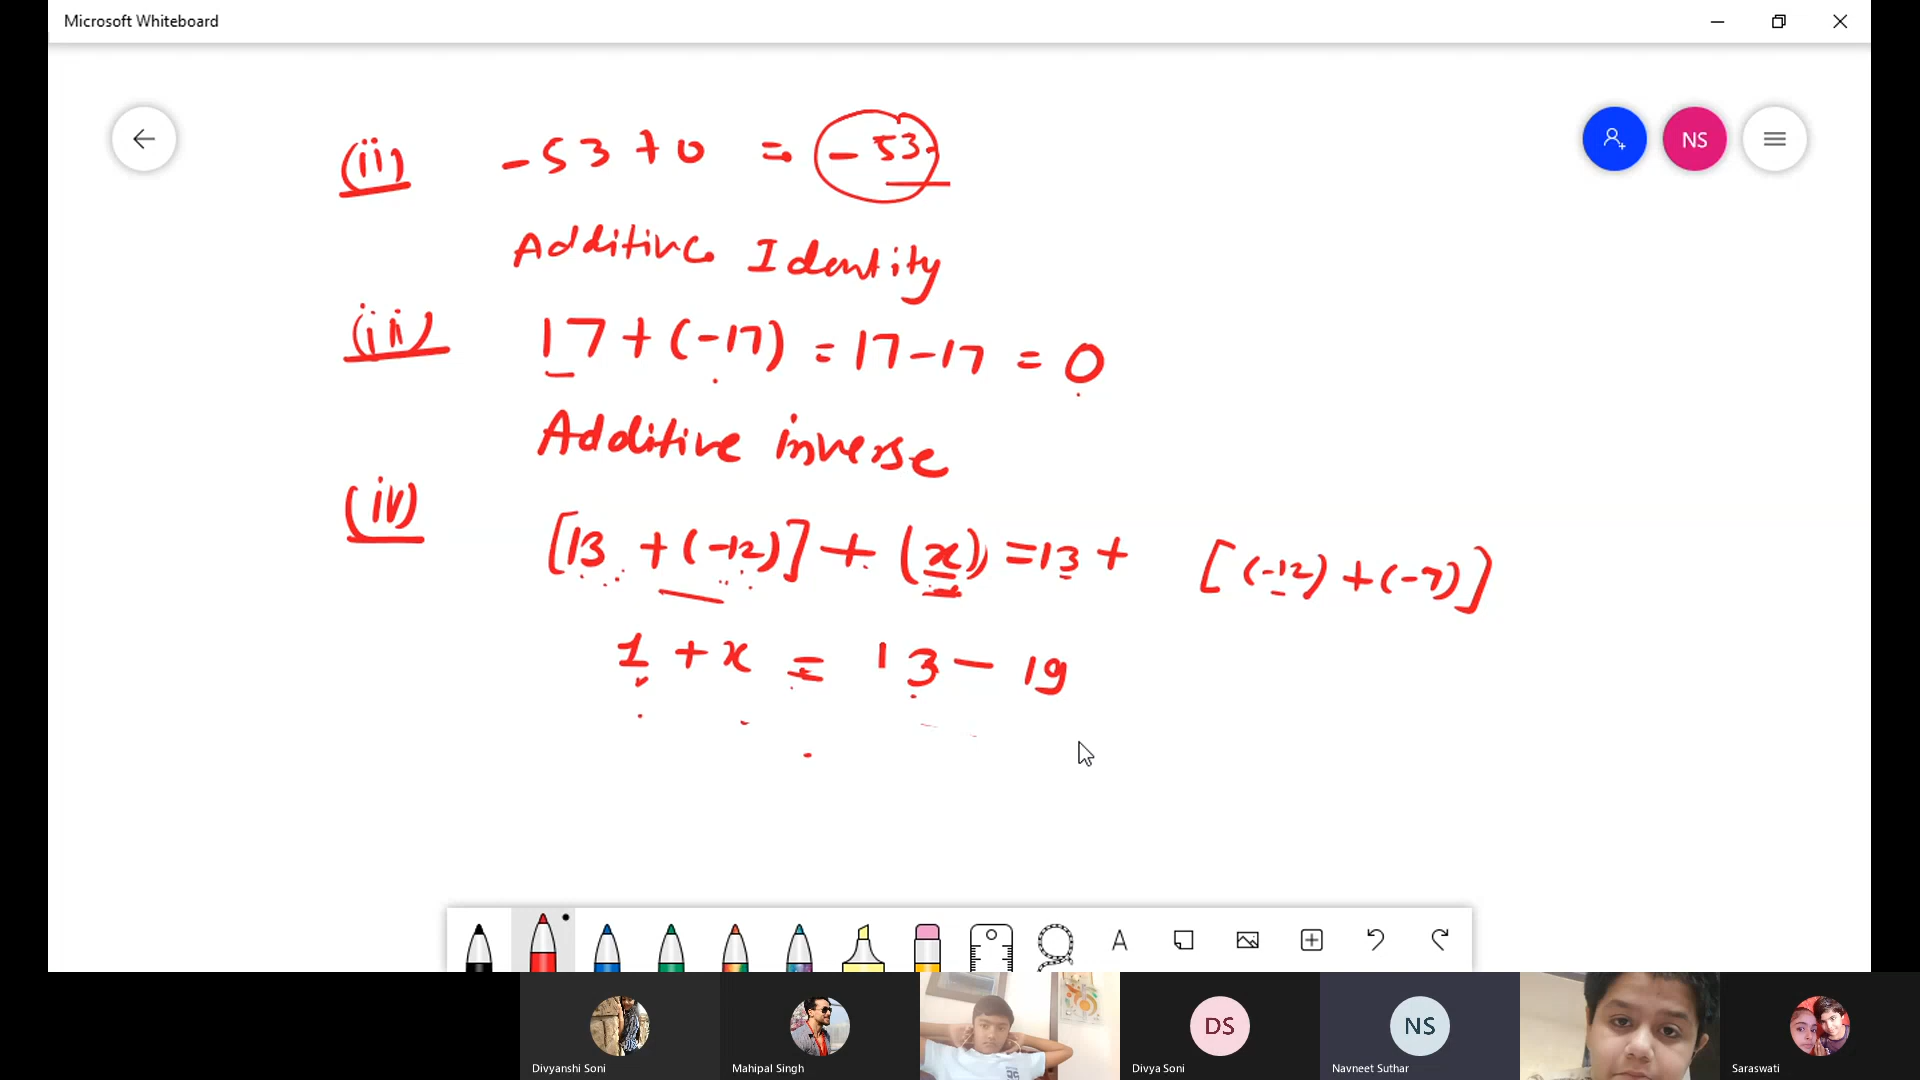 Microsoft Whiteboard
NS
(ii) -53 + 0 = -53
Additive Identity
(iii) 17 + (-17) = 17 - 17 = 0
Additive inverse
(iv) [13 + (-12)] + (x) = 13 + [(-12) + (-7)]
1 + x = 13 - 19
A
Divyanshi Soni
Mahipal Singh
DS
Divya Soni
NS
Navneet Suthar
Saraswati